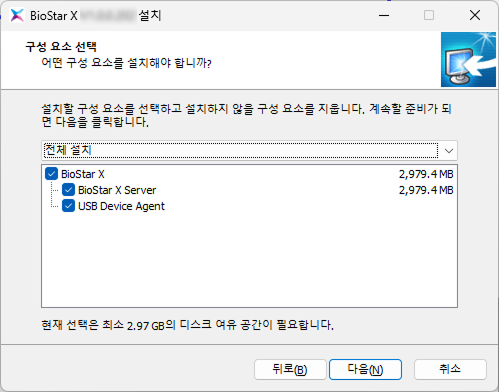 BioStar X 설치
구성 요소 선택
어떤 구성 요소를 설치해야 합니까?
설치할 구성 요소를 선택하고 설치하지 않을 구성 요소를 지웁니다. 계속할 준비가 되
면 다음을 클릭합니다.
전체 설치
BioStar X 2,979.4 MB
BioStar X Server 2,979.4 MB
USB Device Agent
현재 선택은 최소 2.97 GB의 디스크 여유 공간이 필요합니다.
뒤로(B) 다음(N) 취소